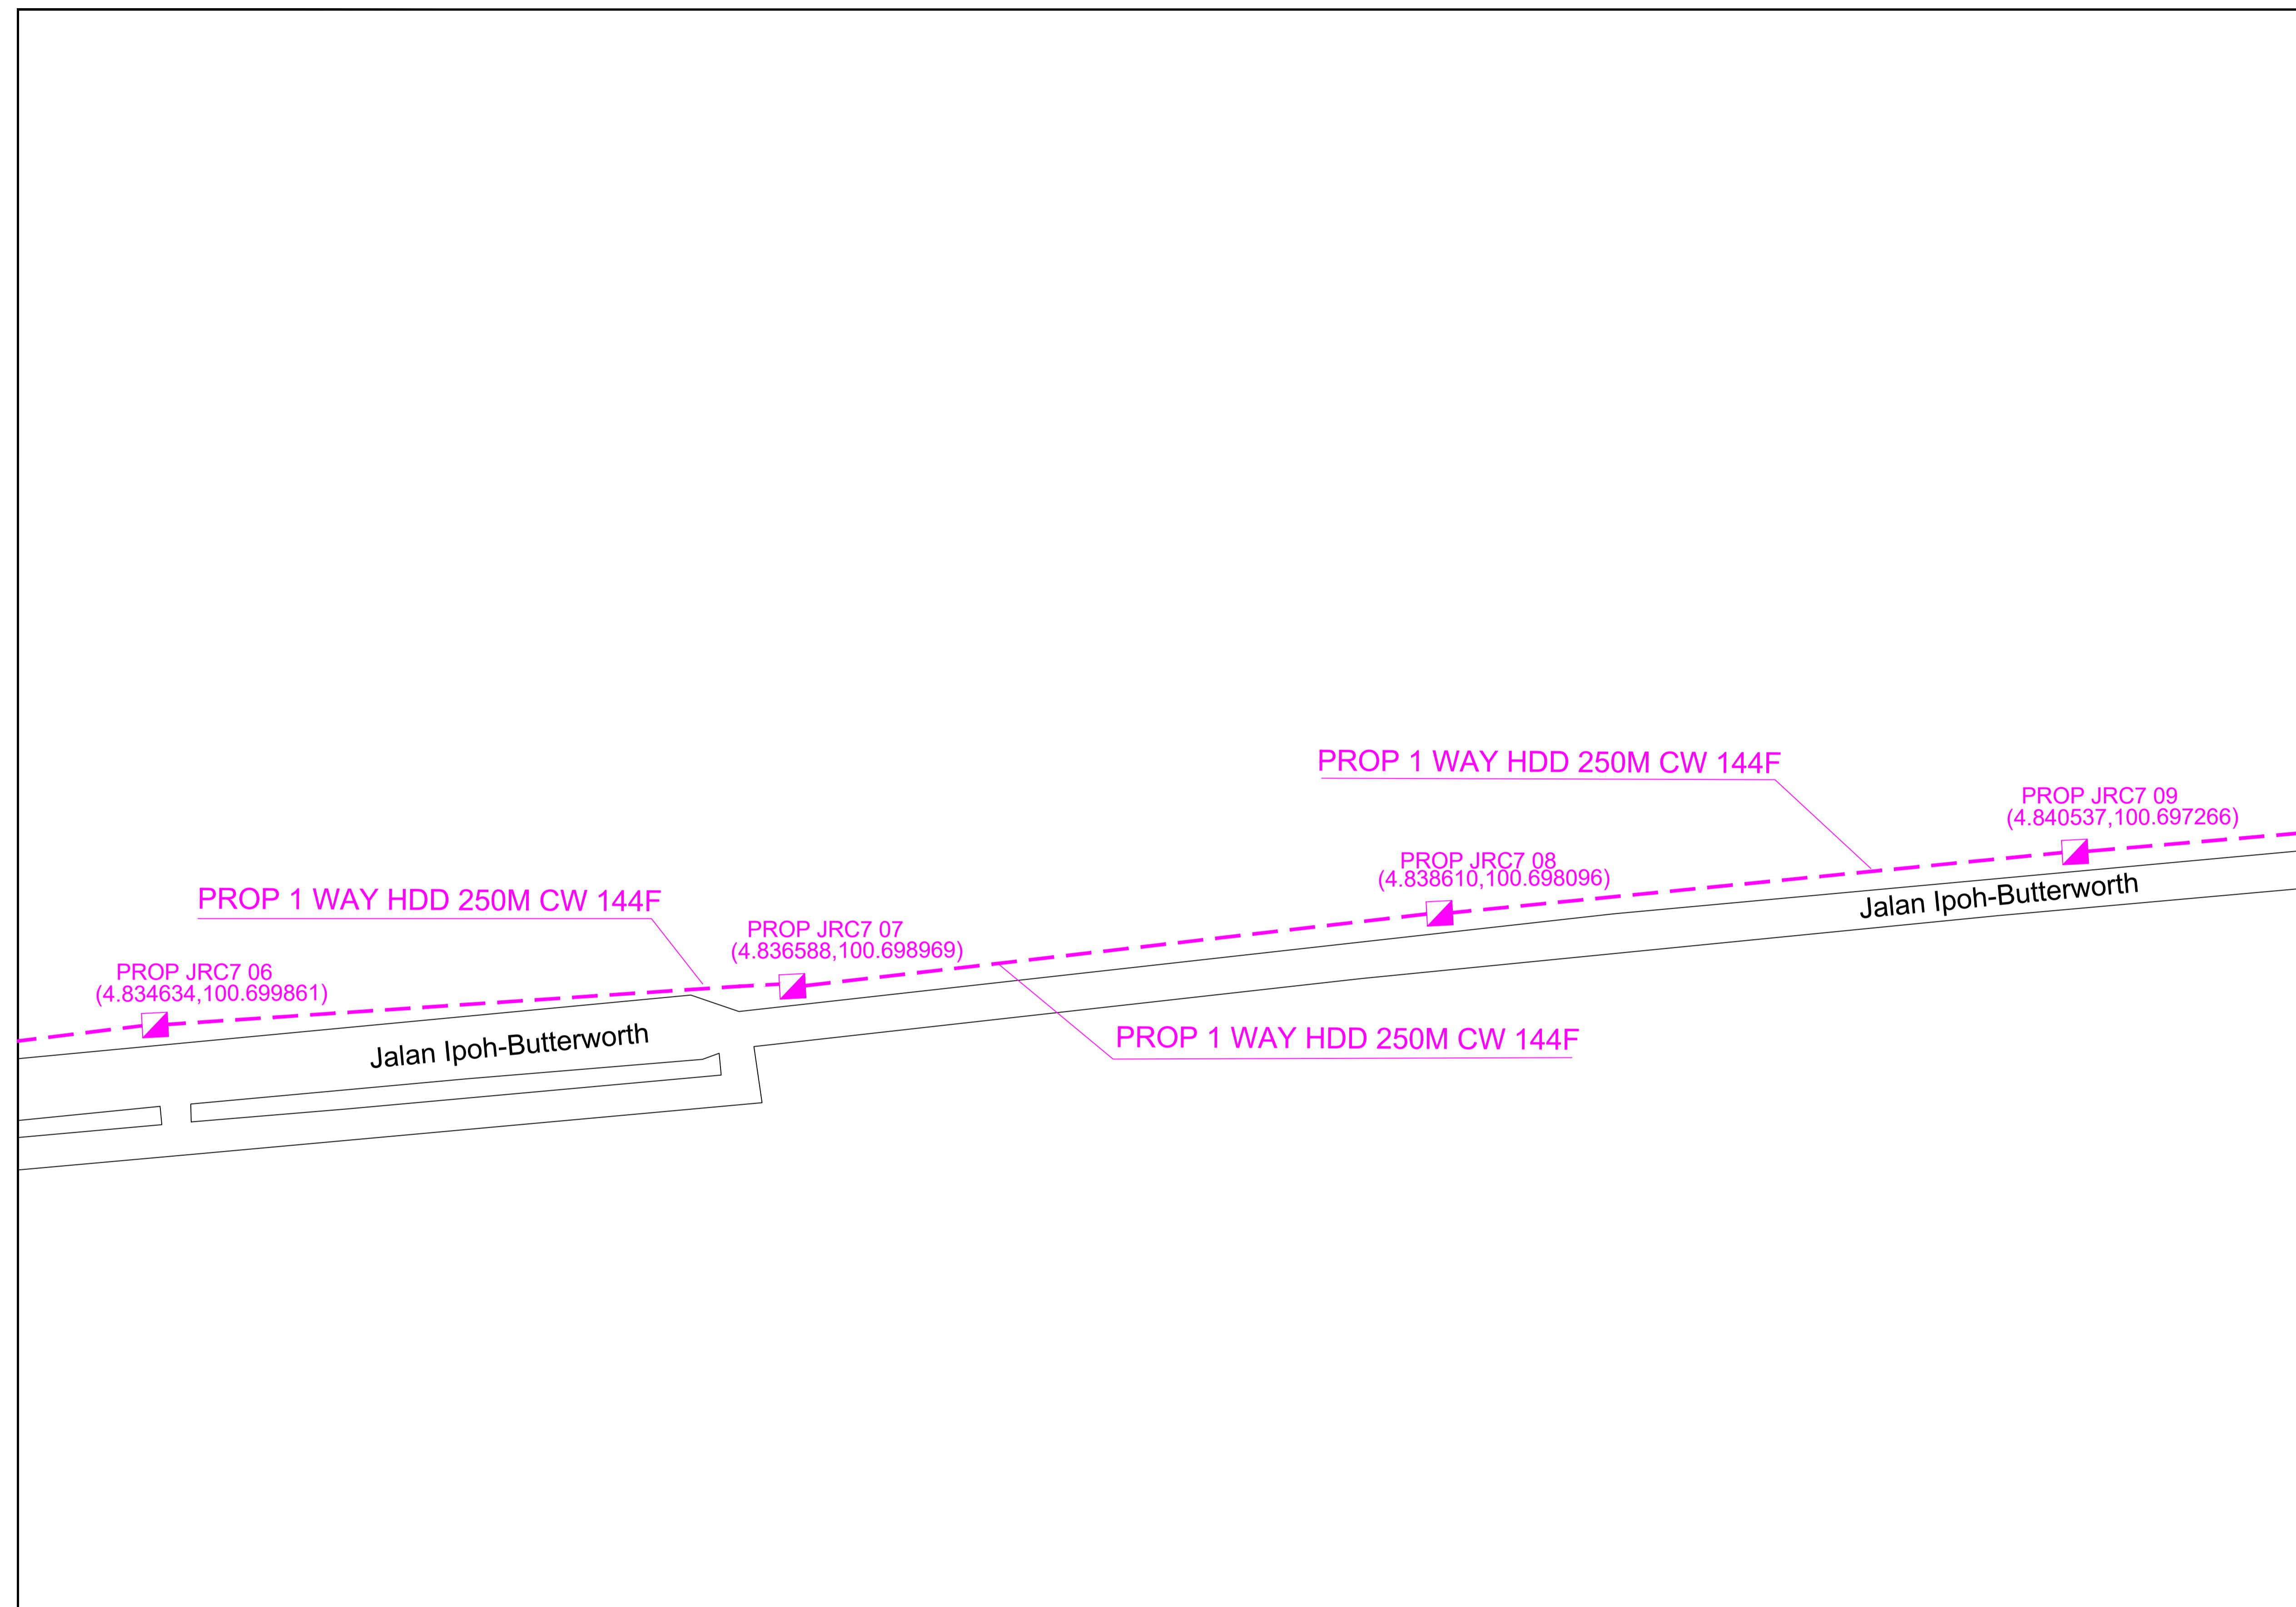 PROP 1 WAY HDD 250M CW 144F
PROP JRC7 09
(4.840537,100.697266)
PROP JRC7 08
(4.838610,100.698096)
Jalan Ipoh-Butterworth
PROP 1 WAY HDD 250M CW 144F
PROP JRC7 07
(4.836588,100.698969)
PROP JRC7 06
(4.834634,100.699861)
Jalan Ipoh-Butterworth
PROP 1 WAY HDD 250M CW 144F